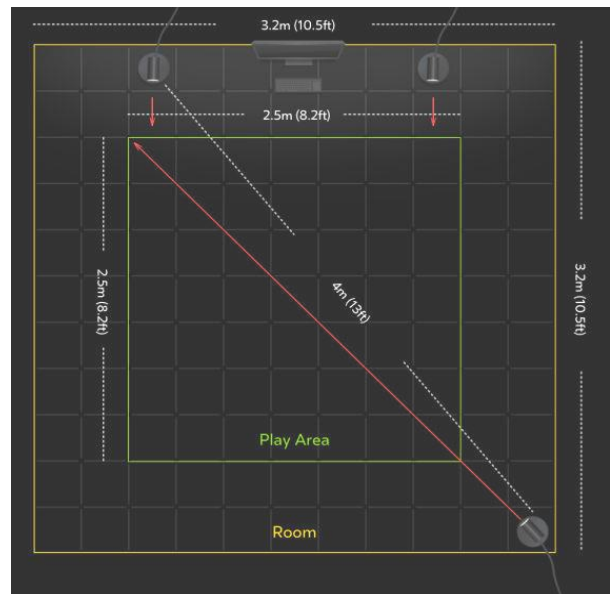 3.2m (10.5ft)
2.5m (8.2ft)
2.5m (8.2ft)
4m (13ft)
3.2m (10.5ft)
Play Area
Room